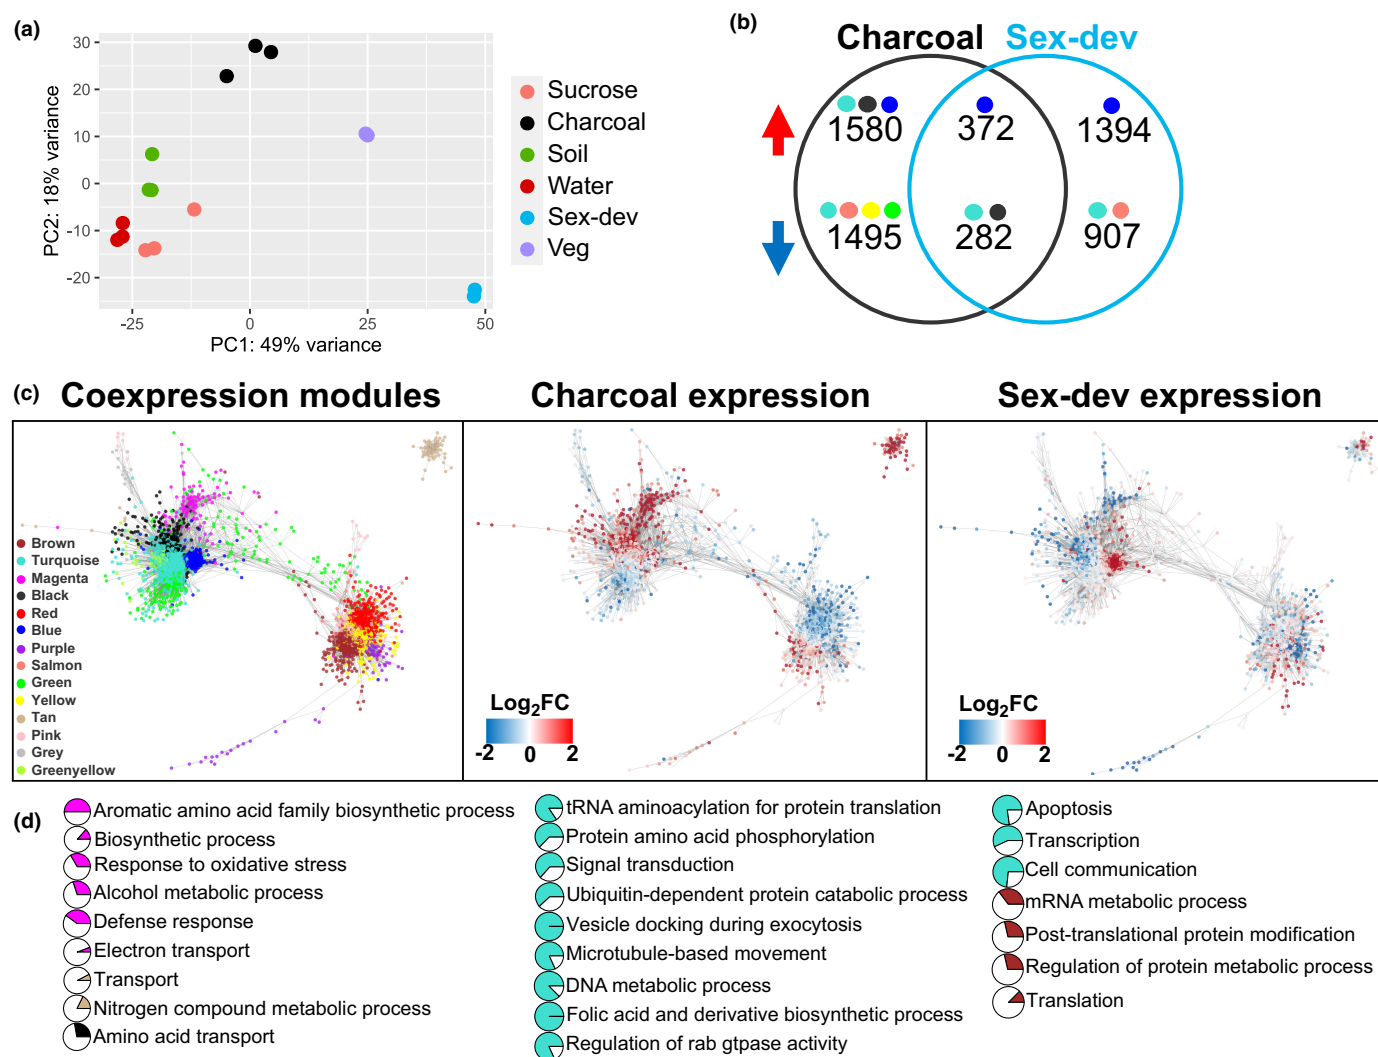 (a)
30
20
10
0
-10
-20
-25
0
25
50
PC2: 18% variance
PC1: 49% variance
Sucrose
Charcoal
Soil
Water
Sex-dev
Veg
(b)
Charcoal Sex-dev
1580 372 1394
1495 282 907
(c)
Coexpression modules
Charcoal expression
Sex-dev expression
Brown
Turquoise
Magenta
Black
Red
Blue
Purple
Salmon
Green
Yellow
Tan
Pink
Grey
Greenyellow
Log2FC
-2 0 2
Log2FC
-2 0 2
(d)
Aromatic amino acid family biosynthetic process
Biosynthetic process
Response to oxidative stress
Alcohol metabolic process
Defense response
Electron transport
Transport
Nitrogen compound metabolic process
Amino acid transport
tRNA aminoacylation for protein translation
Protein amino acid phosphorylation
Signal transduction
Ubiquitin-dependent protein catabolic process
Vesicle docking during exocytosis
Microtubule-based movement
DNA metabolic process
Folic acid and derivative biosynthetic process
Regulation of rab gtpase activity
Apoptosis
Transcription
Cell communication
mRNA metabolic process
Post-translational protein modification
Regulation of protein metabolic process
Translation